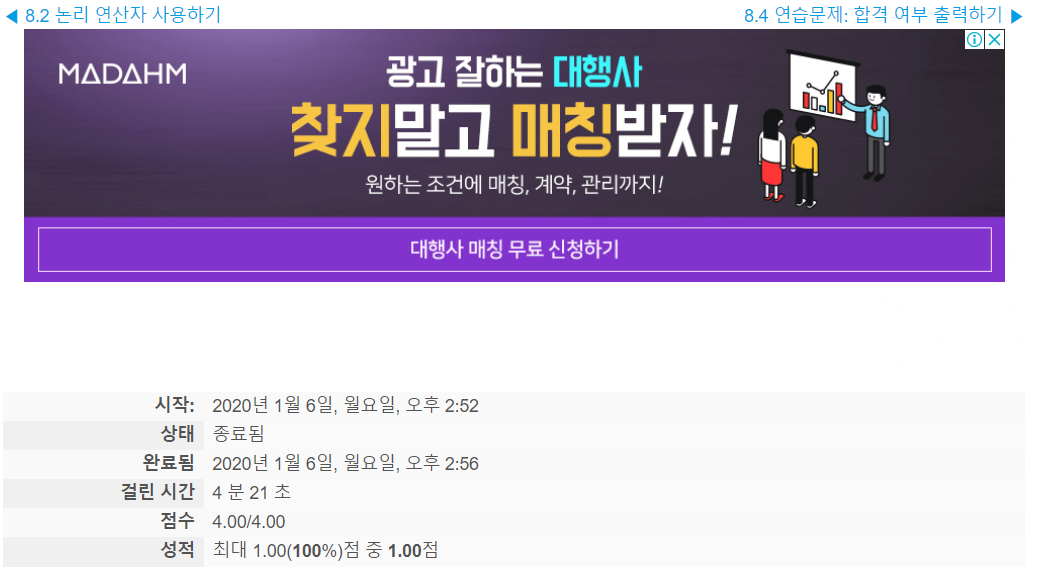 ◀ 8.2 논리 연산자 사용하기
8.4 연습문제: 합격 여부 출력하기 ▶
MADAHM
광고 잘하는 대행사
찾지말고 매칭받자!
원하는 조건에 매칭, 계약, 관리까지!
대행사 매칭 무료 신청하기
시작: 2020년 1월 6일, 월요일, 오후 2:52
상태 종료됨
완료됨 2020년 1월 6일, 월요일, 오후 2:56
걸린 시간 4 분 21 초
점수 4.00/4.00
성적 최대 1.00(100%)점 중 1.00점